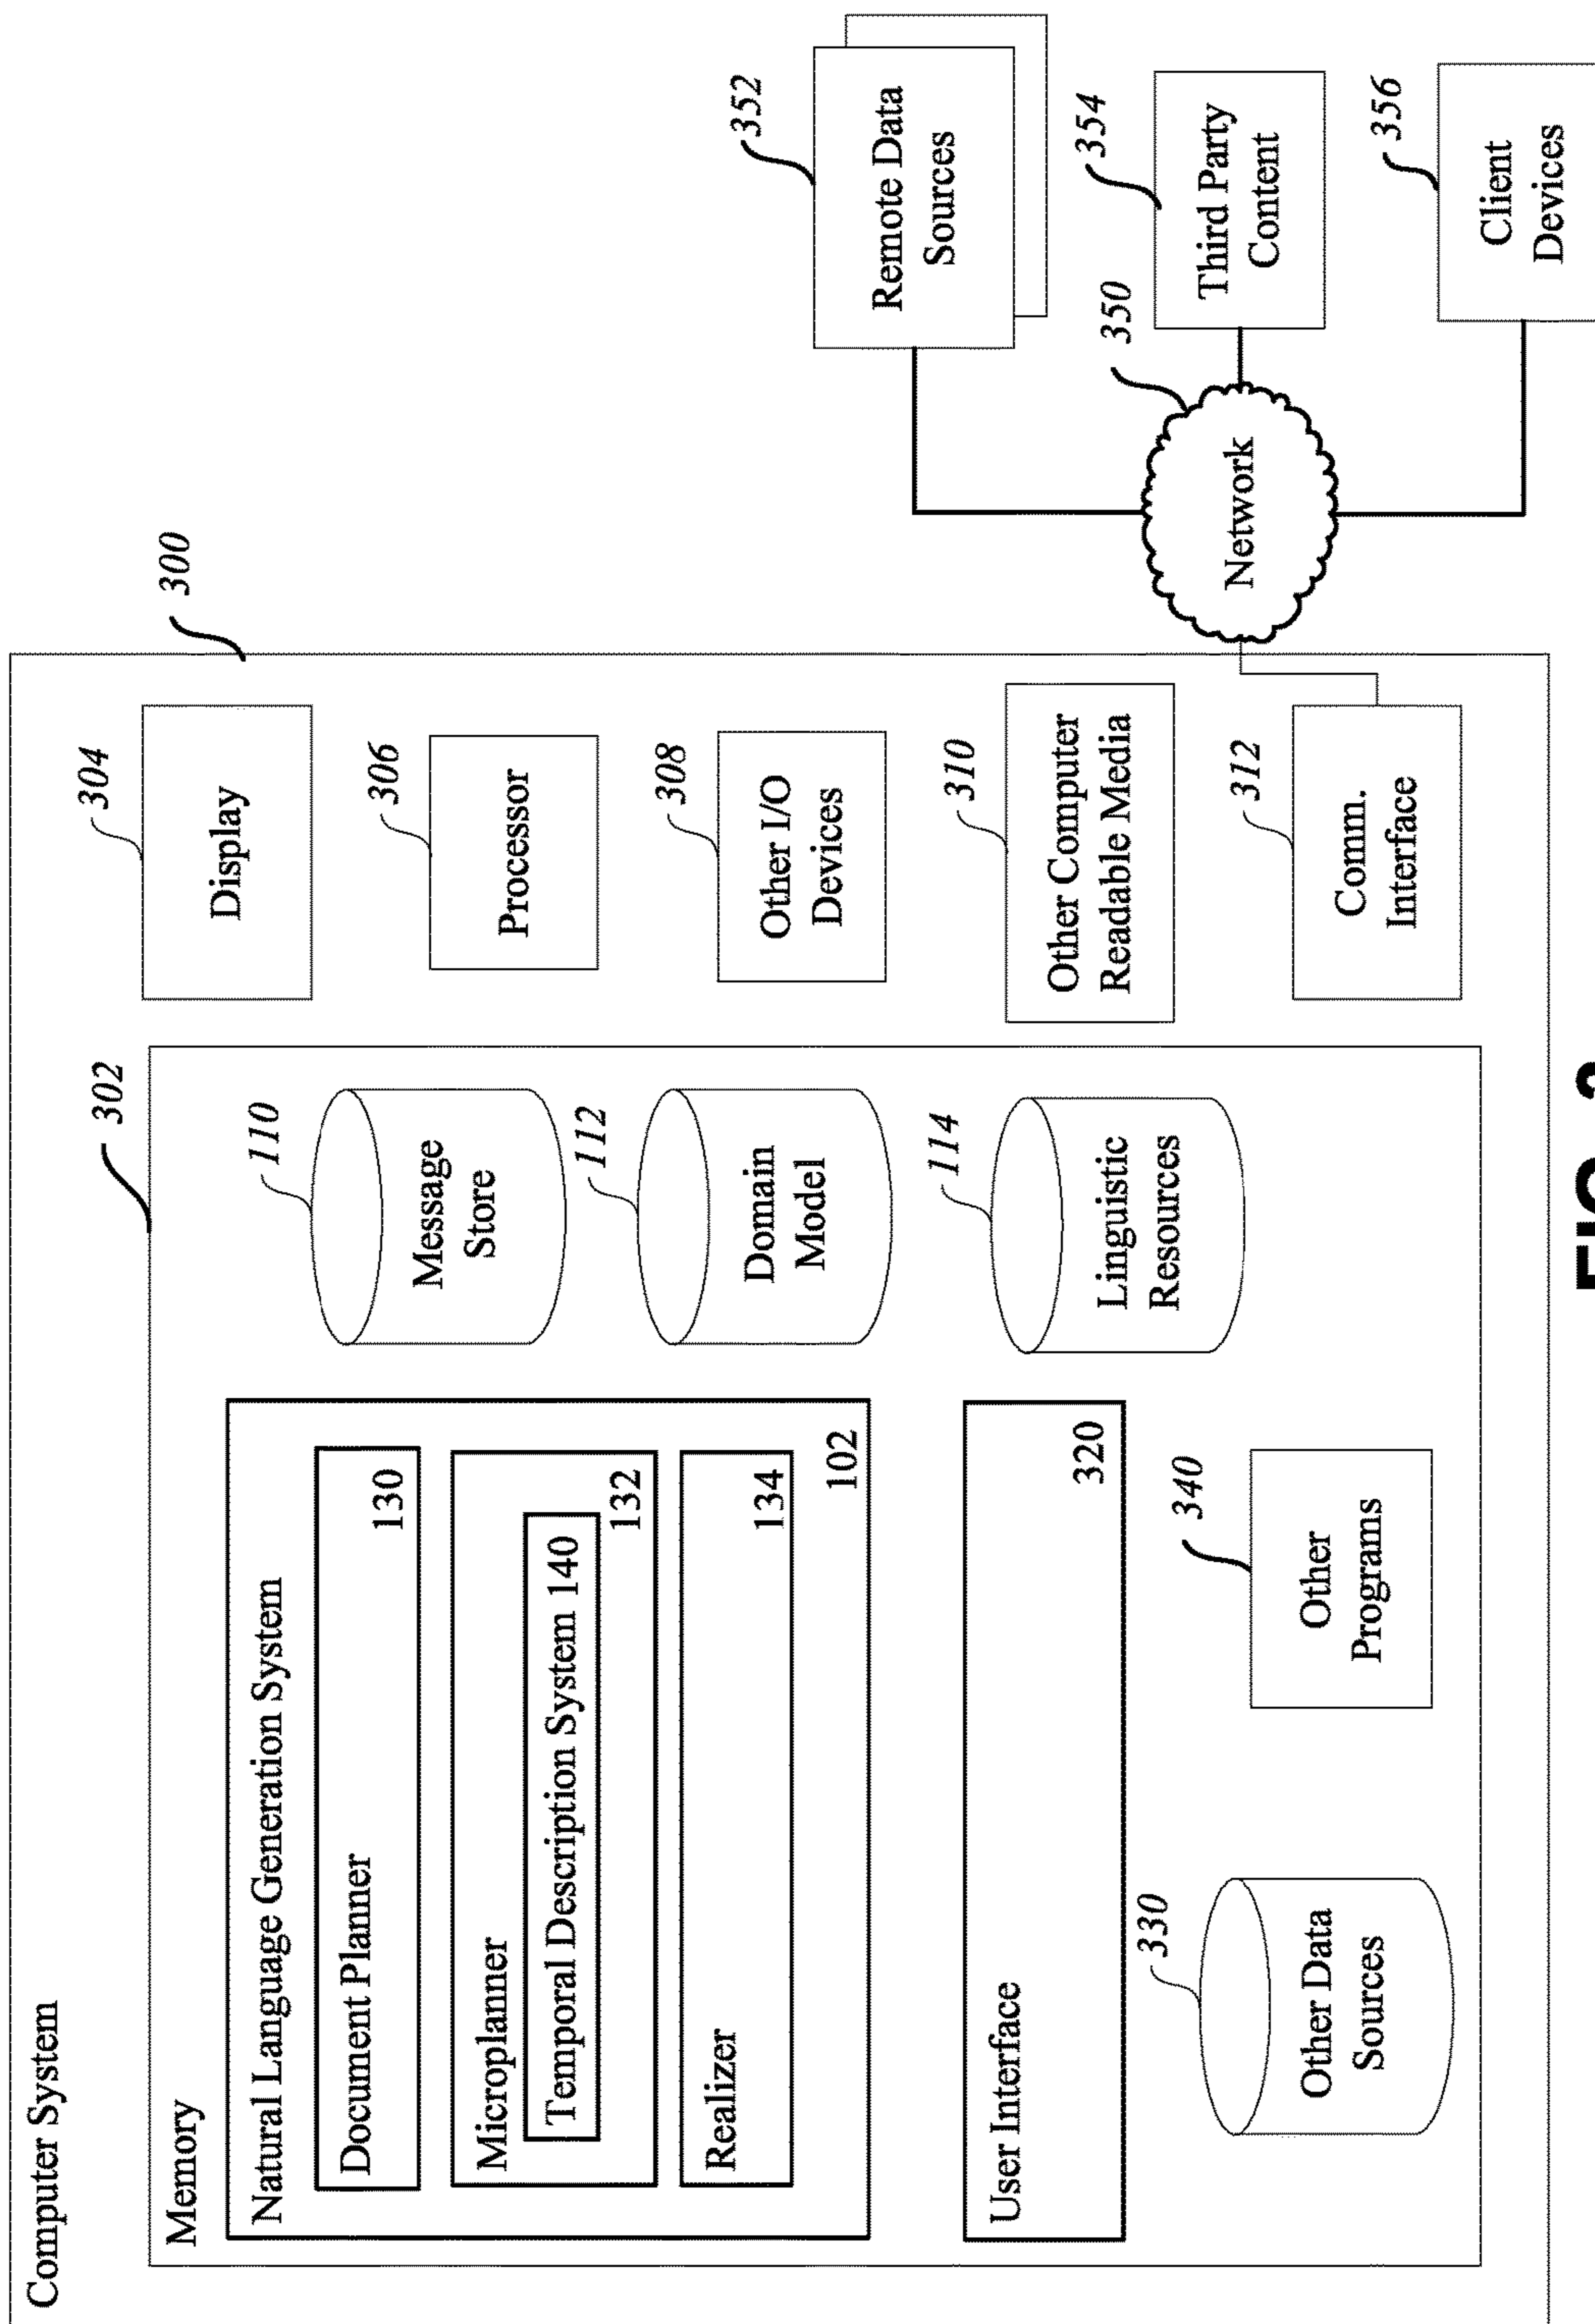 Computer System
300
Memory
302
Natural Language Generation System
Document Planner
130
Microplanner
Temporal Description System 140
132
Realizer
134
102
User Interface
320
Other Data
Sources
330
Other
Programs
340
Message
Store
110
Domain
Model
112
Linguistic
Resources
114
Display
304
Processor
306
Other I/O
Devices
308
Other Computer
Readable Media
310
Comm.
Interface
312
Network
350
Remote Data
Sources
352
Third Party
Content
354
Client
Devices
356
FIG.